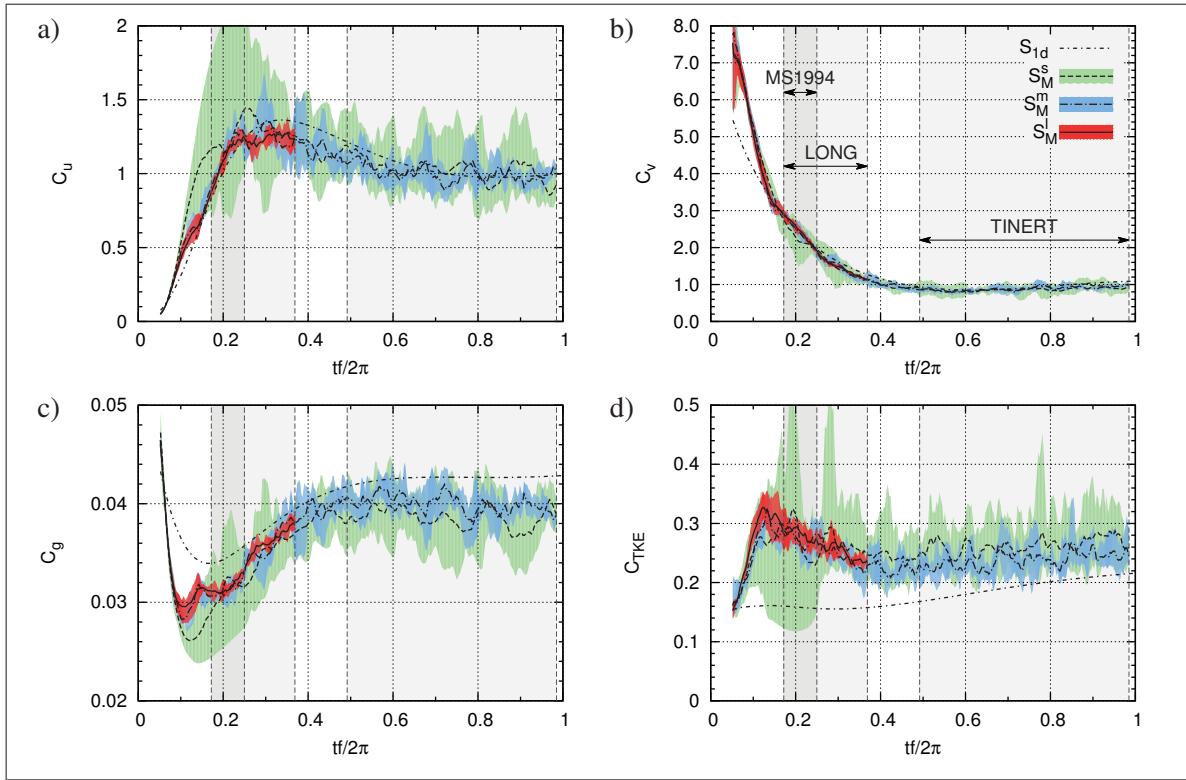 a)
2
1.5
1
0.5
0
C_u
0 0.2 0.4 0.6 0.8 1
tf/2π
b)
8.0
7.0
6.0
5.0
4.0
3.0
2.0
1.0
0.0
C_v
S_1d
S_M^s
S_M^m
S_M^l
MS1994
LONG
TINERT
0 0.2 0.4 0.6 0.8 1
tf/2π
c)
0.05
0.04
0.03
0.02
C_g
0 0.2 0.4 0.6 0.8 1
tf/2π
d)
0.5
0.4
0.3
0.2
0.1
0
C_TKE
0 0.2 0.4 0.6 0.8 1
tf/2π